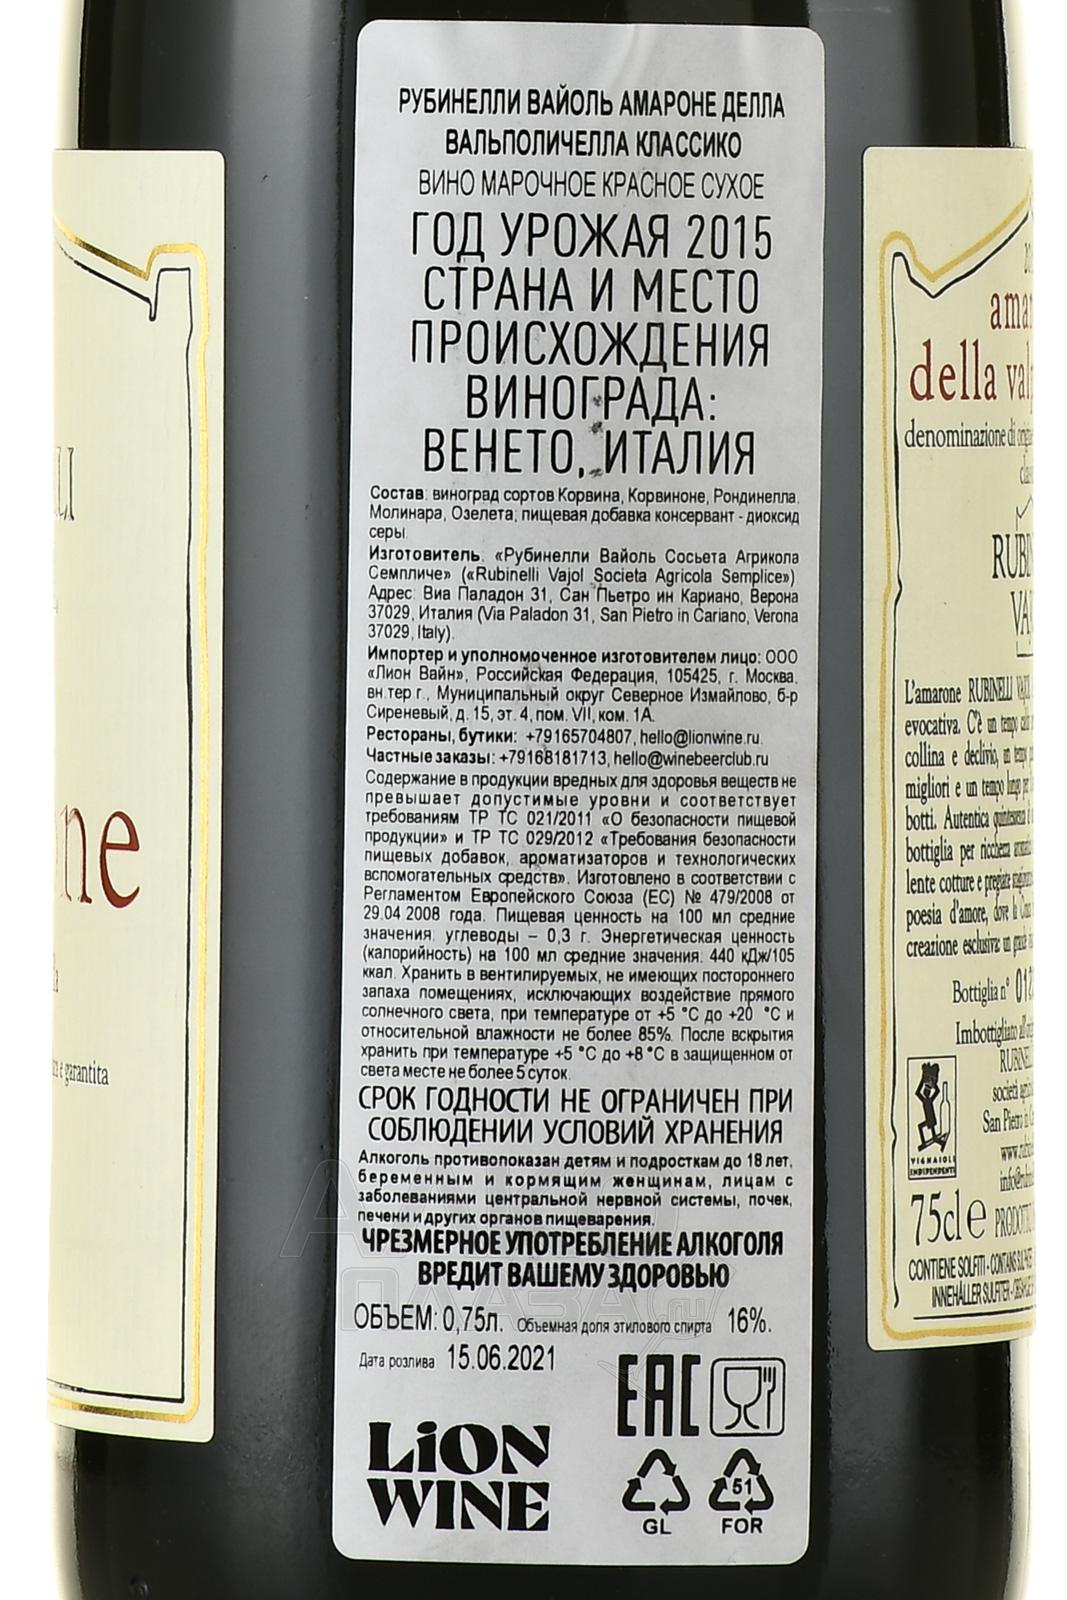 РУБИНЕЛЛИ ВАЙОЛЬ АМАРОНЕ ДЕЛЛА
ВАЛЬПОЛИЧЕЛЛА КЛАССИКО
ВИНО МАРОЧНОЕ КРАСНОЕ СУХОЕ
ГОД УРОЖАЯ 2015
СТРАНА И МЕСТО
ПРОИСХОЖДЕНИЯ
ВИНОГРАДА:
ВЕНЕТО, ИТАЛИЯ
Состав: виноград сортов Корвина, Корвиноне, Рондинелла,
Молинара, Озелета; пищевая добавка консервант - диоксид
серы.
Изготовитель: «Рубинелли Вайоль Сосьета Агрикола
Семпличе» («Rubinelli Vajol Societa Agricola Semplice»)
Адрес: Виа Паладон 31, Сан Пьетро ин Кариано, Верона
37029, Италия (Via Paladon 31, San Pietro in Cariano, Verona
37029, Italy).
Импортер и уполномоченное изготовителем лицо: ООО
«Лион Вайн», Российская Федерация, 105425, г. Москва,
вн.тер г., Муниципальный округ Северное Измайлово, б-р
Сиреневый, д. 15, эт. 4, пом. VII, ком. 1А.
Рестораны, бутики: +79165704807, hello@lionwine.ru.
Частные заказы: +79168181713, hello@winebeerclub.ru
Содержание в продукции вредных для здоровья веществ не
превышает допустимые уровни и соответствует
требованиям ТР ТС 021/2011 «О безопасности пищевой
продукции» и ТР ТС 029/2012 «Требования безопасности
пищевых добавок, ароматизаторов и технологических
вспомогательных средств». Изготовлено в соответствии с
Регламентом Европейского Союза (ЕС) № 479/2008 от
29.04.2008 года. Пищевая ценность на 100 мл средние
значения: углеводы – 0,3 г. Энергетическая ценность
(калорийность) на 100 мл средние значения: 440 кДж/105
ккал. Хранить в вентилируемых, не имеющих постороннего
запаха помещениях, исключающих воздействие прямого
солнечного света, при температуре от +5 °С до +20 °С и
относительной влажности не более 85%. После вскрытия
хранить при температуре +5 °С до +8 °С в защищенном от
света месте не более 5 суток.
СРОК ГОДНОСТИ НЕ ОГРАНИЧЕН ПРИ
СОБЛЮДЕНИИ УСЛОВИЙ ХРАНЕНИЯ
Алкоголь противопоказан детям и подросткам до 18 лет,
беременным и кормящим женщинам, лицам с
заболеваниями центральной нервной системы, почек,
печени и других органов пищеварения.
ЧРЕЗМЕРНОЕ УПОТРЕБЛЕНИЕ АЛКОГОЛЯ
ВРЕДИТ ВАШЕМУ ЗДОРОВЬЮ
ОБЪЕМ: 0,75л. Объемная доля этилового спирта 16%.
Дата розлива 15.06.2021
EAC
LiON
WINE
51
GL FOR
ne
e garantita
della
denominazione di
L'amarone RUBINELLI
evocativa. C'è un tempo
collina e declivio, un tempo
migliori e un tempo lungo per
botti. Autentica quintessenza
bottiglia per ricchezza
lente cotture e pregiate
poesia d'amore, dove la
creazione esclusiva: un grande
Bottiglia n°
Imbottigliato
società
San Pietro in
VIGNAIOLI
INDIPENDENTI
75cl e
CONTIENE SOLFITI - CONTAINS
INNEHÅLLER SULFITER